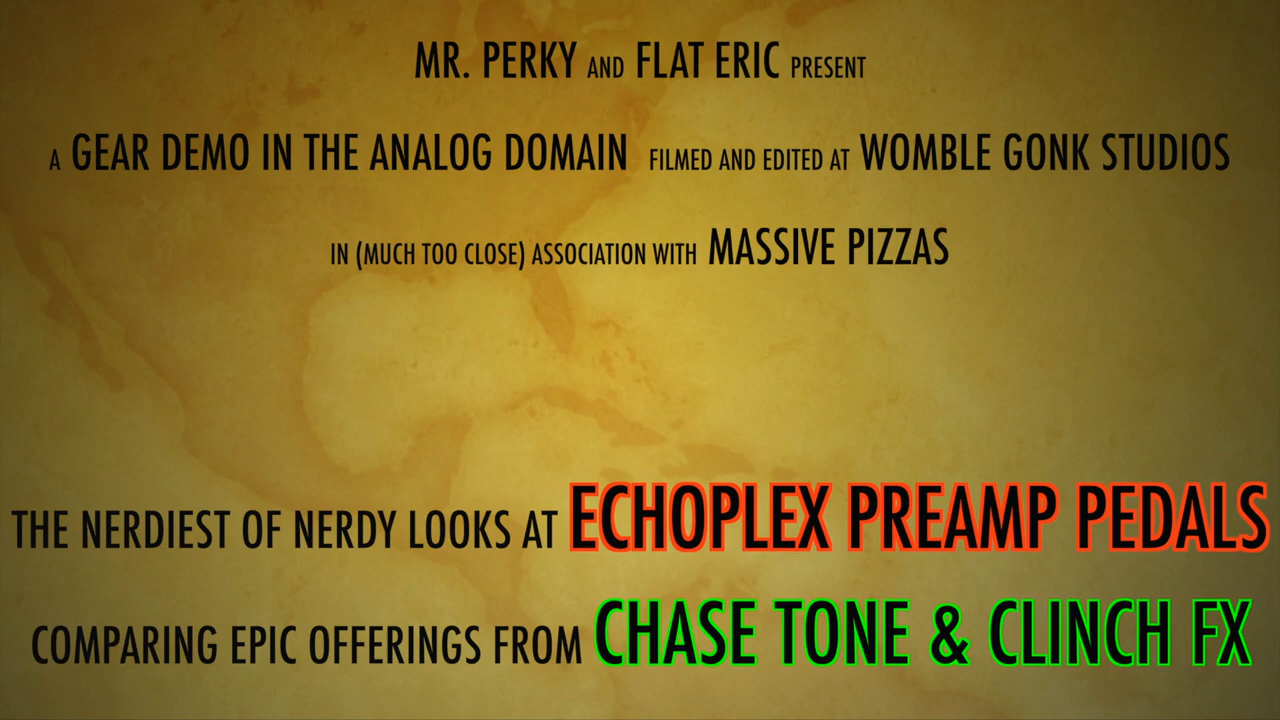 MR. PERKY AND FLAT ERIC PRESENT
A GEAR DEMO IN THE ANALOG DOMAIN FILMED AND EDITED AT WOMBLE GONK STUDIOS
IN (MUCH TOO CLOSE) ASSOCIATION WITH MASSIVE PIZZAS
THE NERDIEST OF NERDY LOOKS AT ECHOPLEX PREAMP PEDALS
COMPARING EPIC OFFERINGS FROM CHASE TONE & CLINCH FX